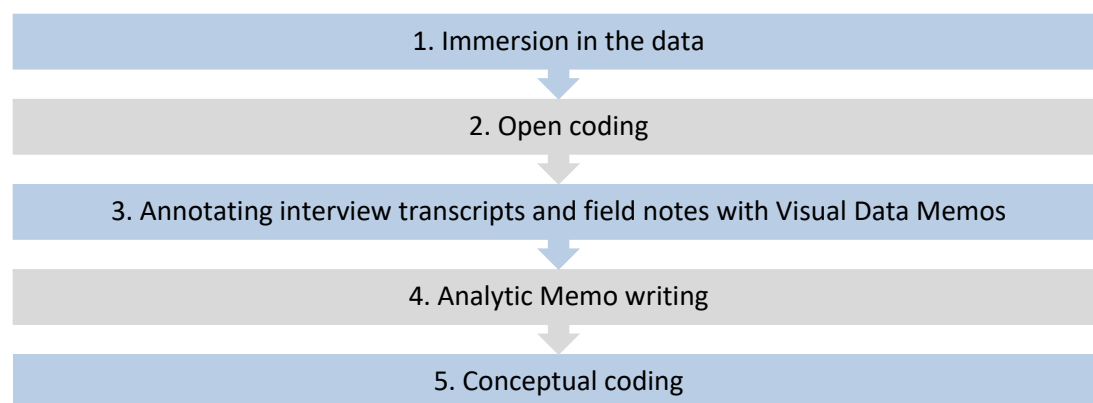 1. Immersion in the data
2. Open coding
3. Annotating interview transcripts and field notes with Visual Data Memos
4. Analytic Memo writing
5. Conceptual coding